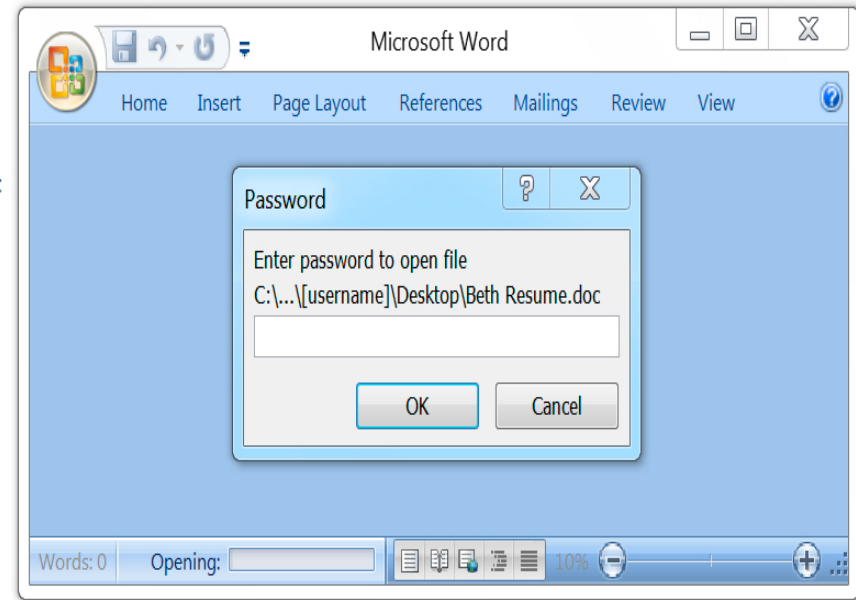 Microsoft Word
Home Insert Page Layout References Mailings Review View
:
Password
Enter password to open file
C:\...\[username]\Desktop\Beth Resume.doc
OK Cancel
Words: 0 Opening: 10%